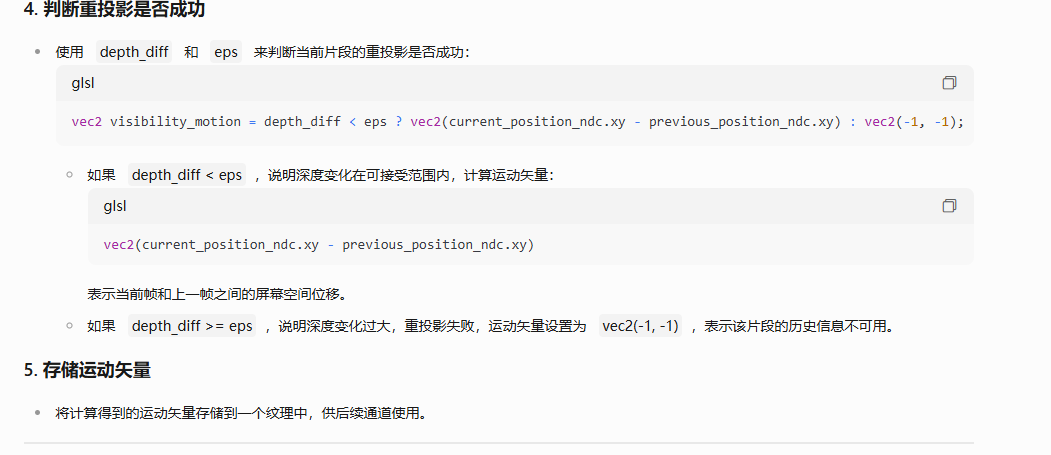 4. 判断重投影是否成功
使用 depth_diff 和 eps 来判断当前片段的重投影是否成功：
glsl
vec2 visibility_motion = depth_diff < eps ? vec2(current_position_ndc.xy - previous_position_ndc.xy) : vec2(-1, -1);
如果 depth_diff < eps ，说明深度变化在可接受范围内，计算运动矢量：
glsl
vec2(current_position_ndc.xy - previous_position_ndc.xy)
表示当前帧和上一帧之间的屏幕空间位移。
如果 depth_diff >= eps ，说明深度变化过大，重投影失败，运动矢量设置为 vec2(-1, -1) ，表示该片段的历史信息不可用。
5. 存储运动矢量
将计算得到的运动矢量存储到一个纹理中，供后续通道使用。